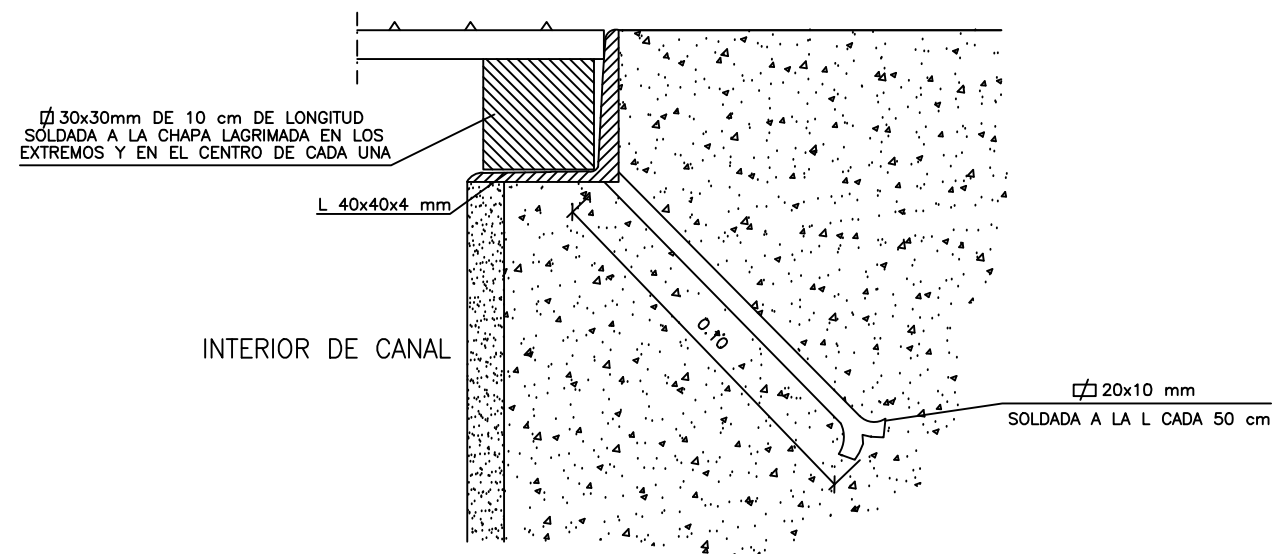 30x30mm DE 10 cm DE LONGITUD
SOLDADA A LA CHAPA LAGRIMADA EN LOS
EXTREMOS Y EN EL CENTRO DE CADA UNA
L 40x40x4 mm
0.10
INTERIOR DE CANAL
20x10 mm
SOLDADA A LA L CADA 50 cm